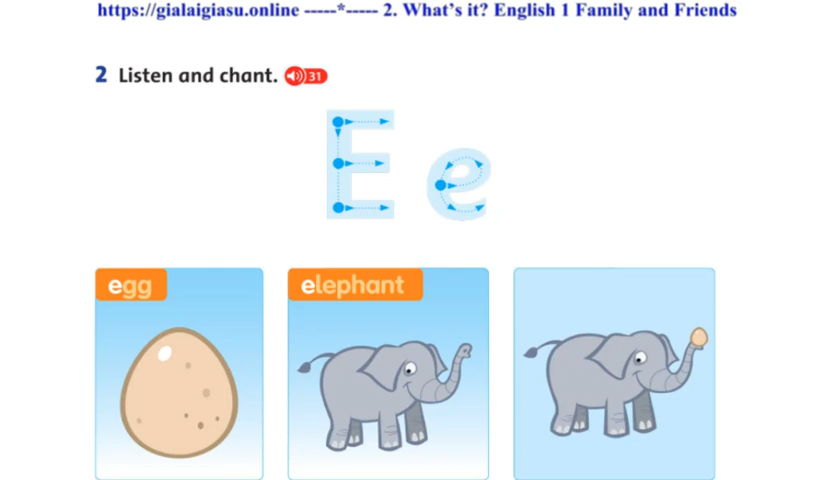 https://gialaigiasu.online -----*----- 2. What's it? English 1 Family and Friends
2 Listen and chant. 31
E e
egg
elephant